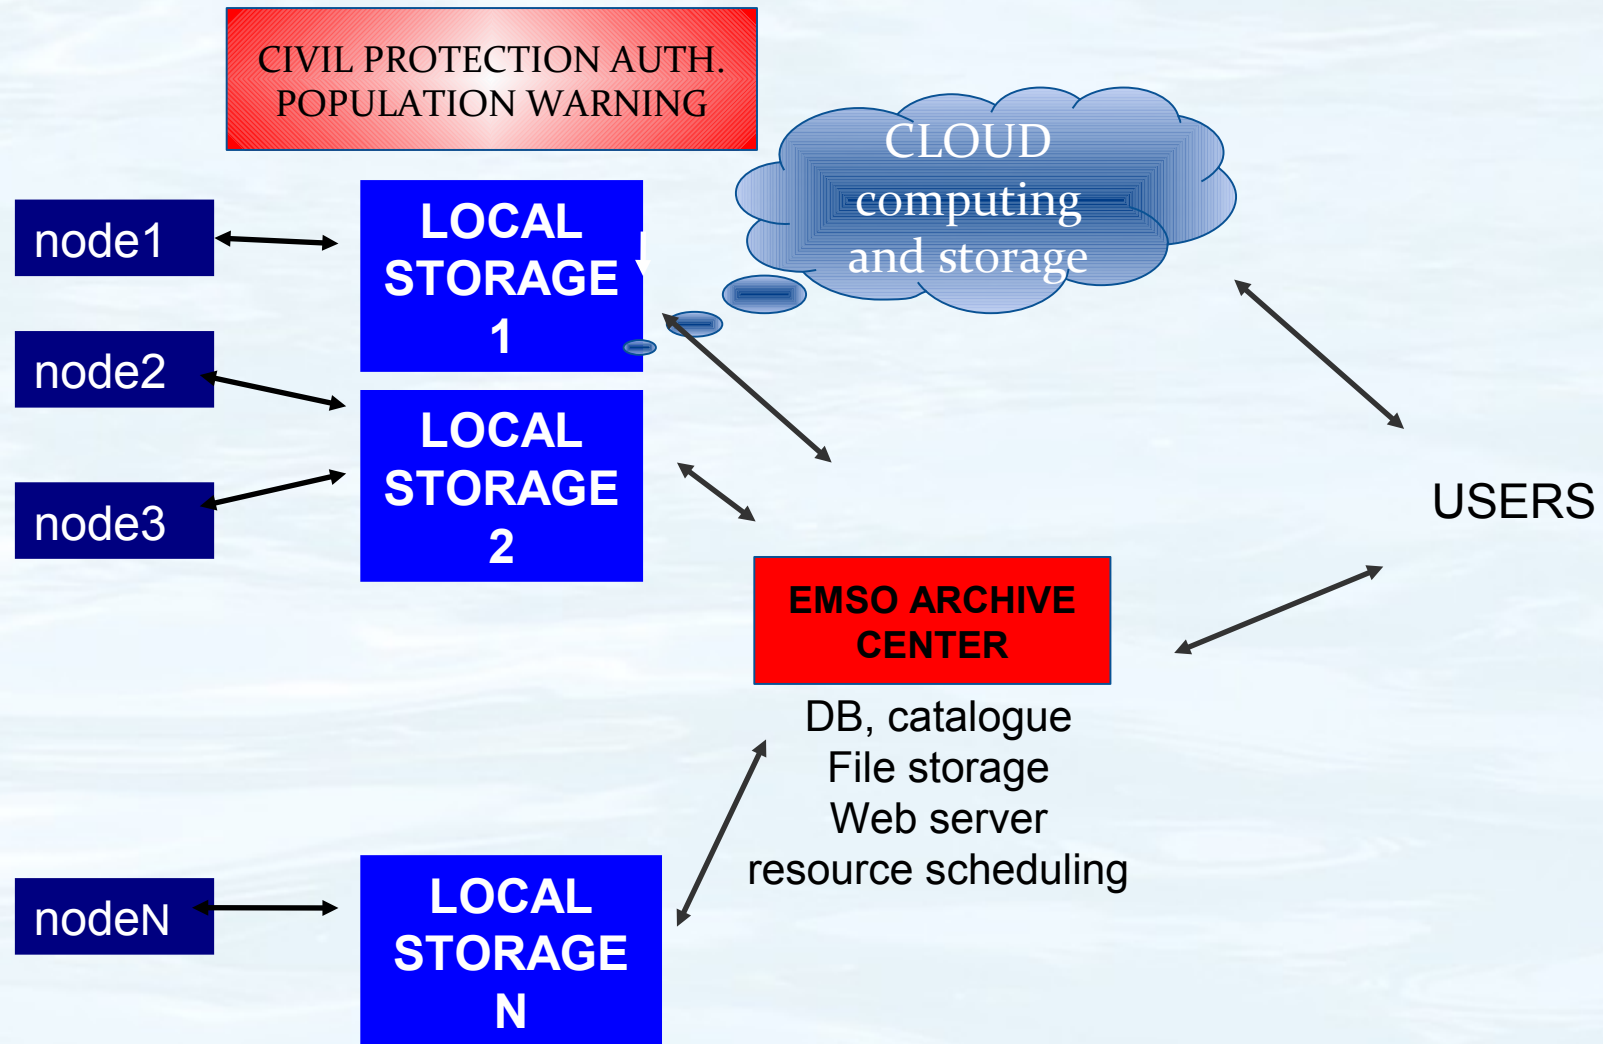 CIVIL PROTECTION AUTH.
POPULATION WARNING
CLOUD
computing
and storage
node1
LOCAL
STORAGE
1
node2
LOCAL
STORAGE
2
node3
USERS
EMSO ARCHIVE
CENTER
DB, catalogue
File storage
Web server
resource scheduling
nodeN
LOCAL
STORAGE
N